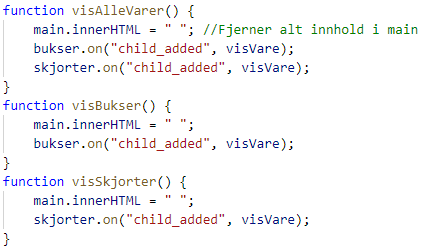 function visAlleVarer() {
    main.innerHTML = " "; //Fjerner alt innhold i main
    bukser.on("child_added", visVare);
    skjorter.on("child_added", visVare);
}
function visBukser() {
    main.innerHTML = " ";
    bukser.on("child_added", visVare);
}
function visSkjorter() {
    main.innerHTML = " ";
    skjorter.on("child_added", visVare);
}